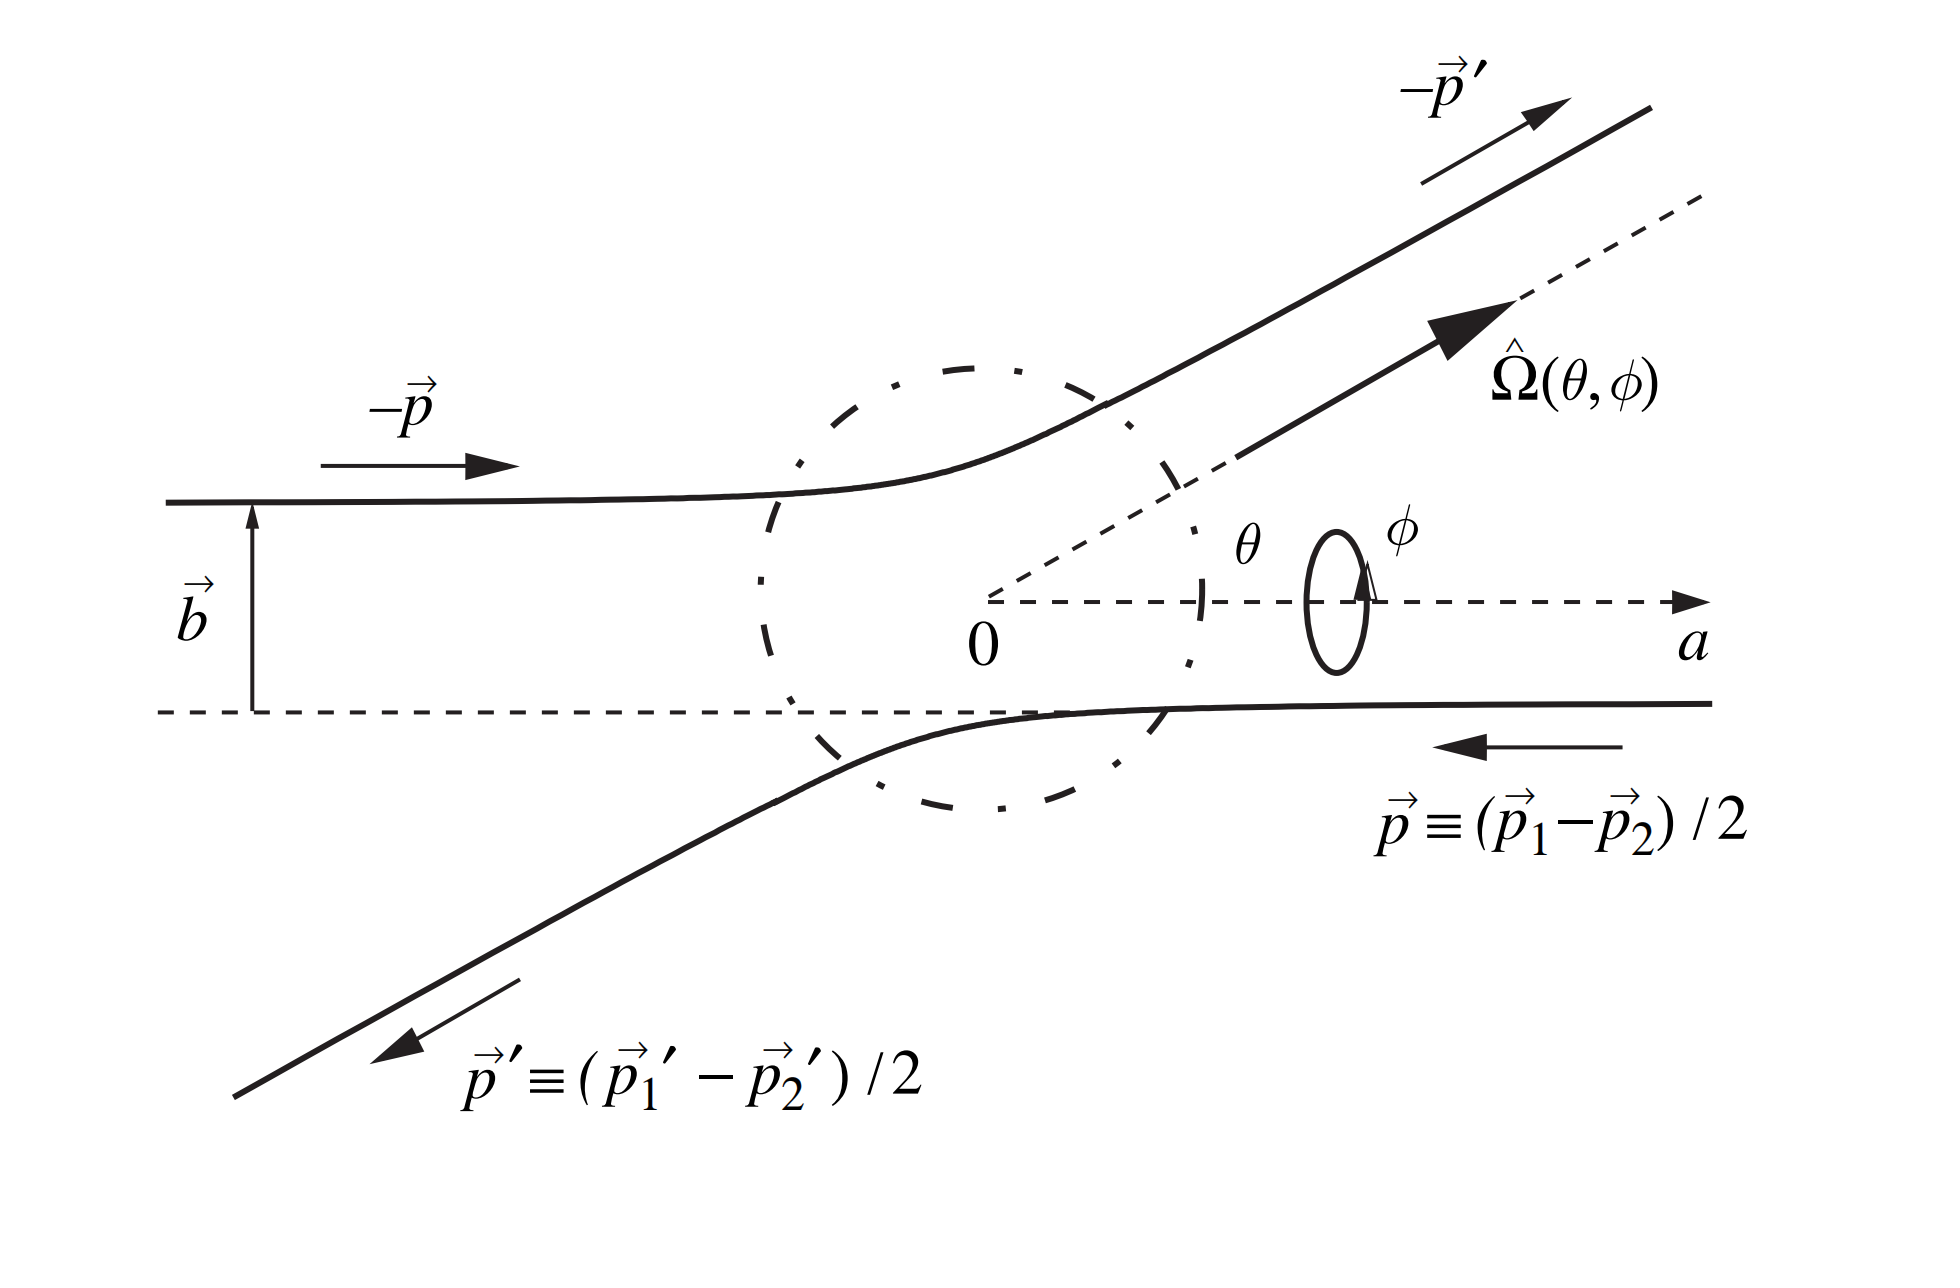 −p⃗ ′
Ω̂(θ, ϕ)
−p⃗
θ
ϕ
b⃗
0
a
p⃗ ≡ (p⃗₁−p⃗₂) /2
p⃗ ′ ≡ (p⃗₁′ − p⃗₂′) /2